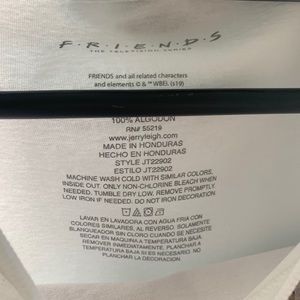 F·R·I·E·N·D·S
THE TELEVISION SERIES
FRIENDS and all related characters
and elements © & ™ WBEI. (s19)
100% ALGODON
RN# 55219
www.jerryleigh.com
MADE IN HONDURAS
HECHO EN HONDURAS
STYLE JT22902
ESTILO JT22902
MACHINE WASH COLD WITH SIMILAR COLORS,
INSIDE OUT. ONLY NON-CHLORINE BLEACH WHEN
NEEDED. TUMBLE DRY LOW. REMOVE PROMPTLY.
LOW IRON IF NEEDED. DO NOT IRON DECORATION.
LAVAR EN LAVADORA CON AGUA FRIA CON
COLORES SIMILARES, AL REVERSO. SOLAMENTE
BLANQUEADOR SIN CLORO CUANDO SE NECESITE.
SECAR EN MAQUINA A TEMPERATURA BAJA.
REMOVER INMEDIATAMENTE. PLANCHAR A
TEMPERATURA BAJA SI ES NECESARIO. NO
PLANCHAR LA DECORACION.